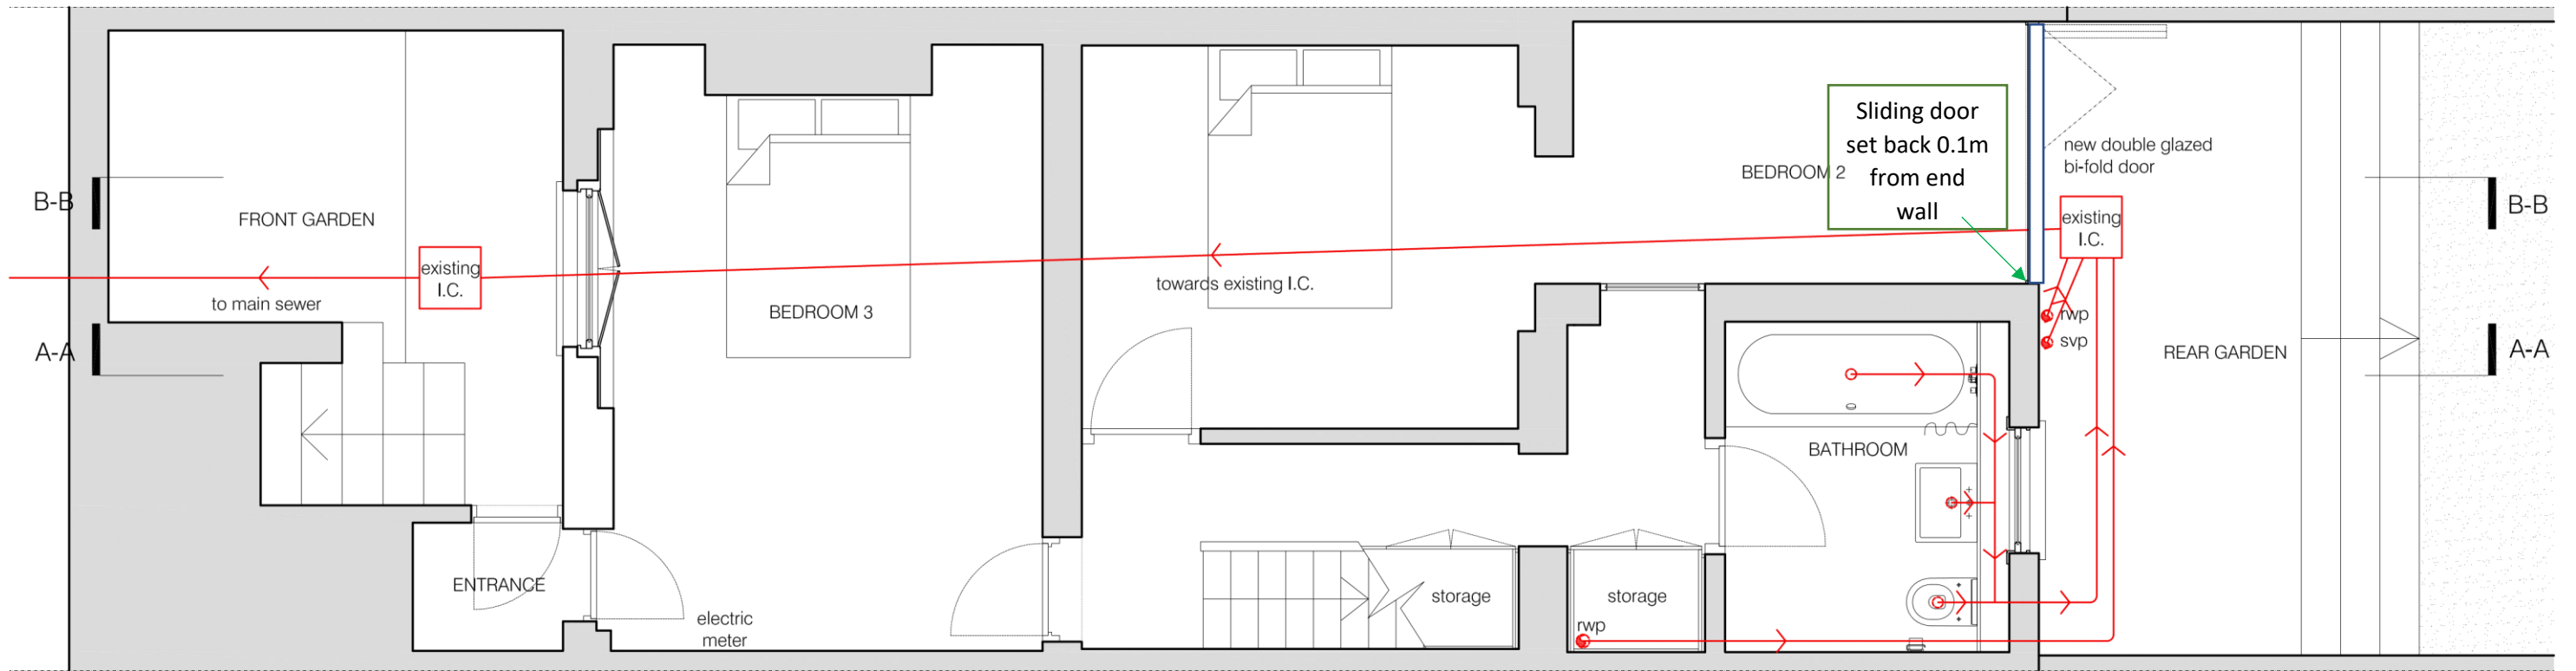 B-B
A-A
FRONT GARDEN
existing
I.C.
to main sewer
ENTRANCE
BEDROOM 3
electric
meter
towards existing I.C.
BEDROOM 2
Sliding door
set back 0.1m
from end
wall
new double glazed
bi-fold door
existing
I.C.
rwp
svp
BATHROOM
storage
storage
rwp
REAR GARDEN
B-B
A-A